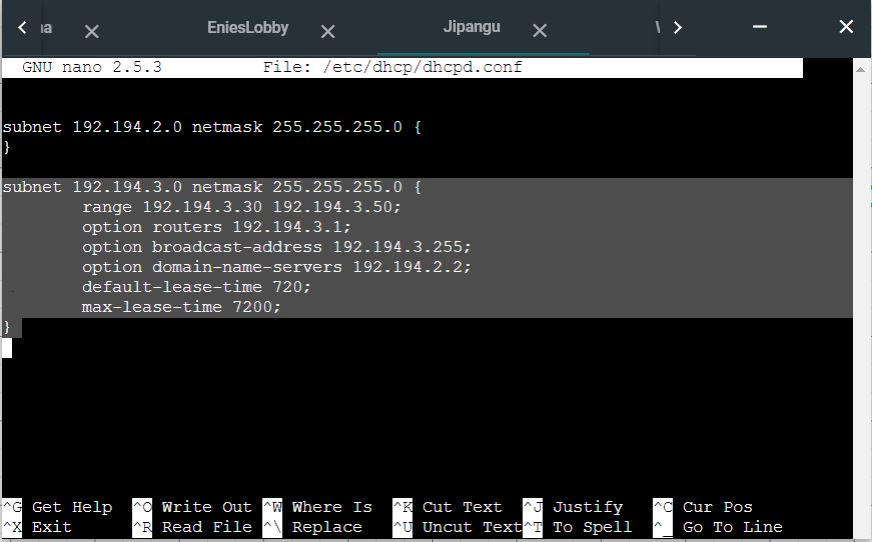 EniesLobby
Jipangu
GNU nano 2.5.3 File: /etc/dhcp/dhcpd.conf
subnet 192.194.2.0 netmask 255.255.255.0 {
}
subnet 192.194.3.0 netmask 255.255.255.0 {
range 192.194.3.30 192.194.3.50;
option routers 192.194.3.1;
option broadcast-address 192.194.3.255;
option domain-name-servers 192.194.2.2;
default-lease-time 720;
max-lease-time 7200;
}
^G Get Help ^O Write Out ^W Where Is ^K Cut Text ^J Justify ^C Cur Pos
^X Exit ^R Read File ^\ Replace ^U Uncut Text ^T To Spell ^_ Go To Line